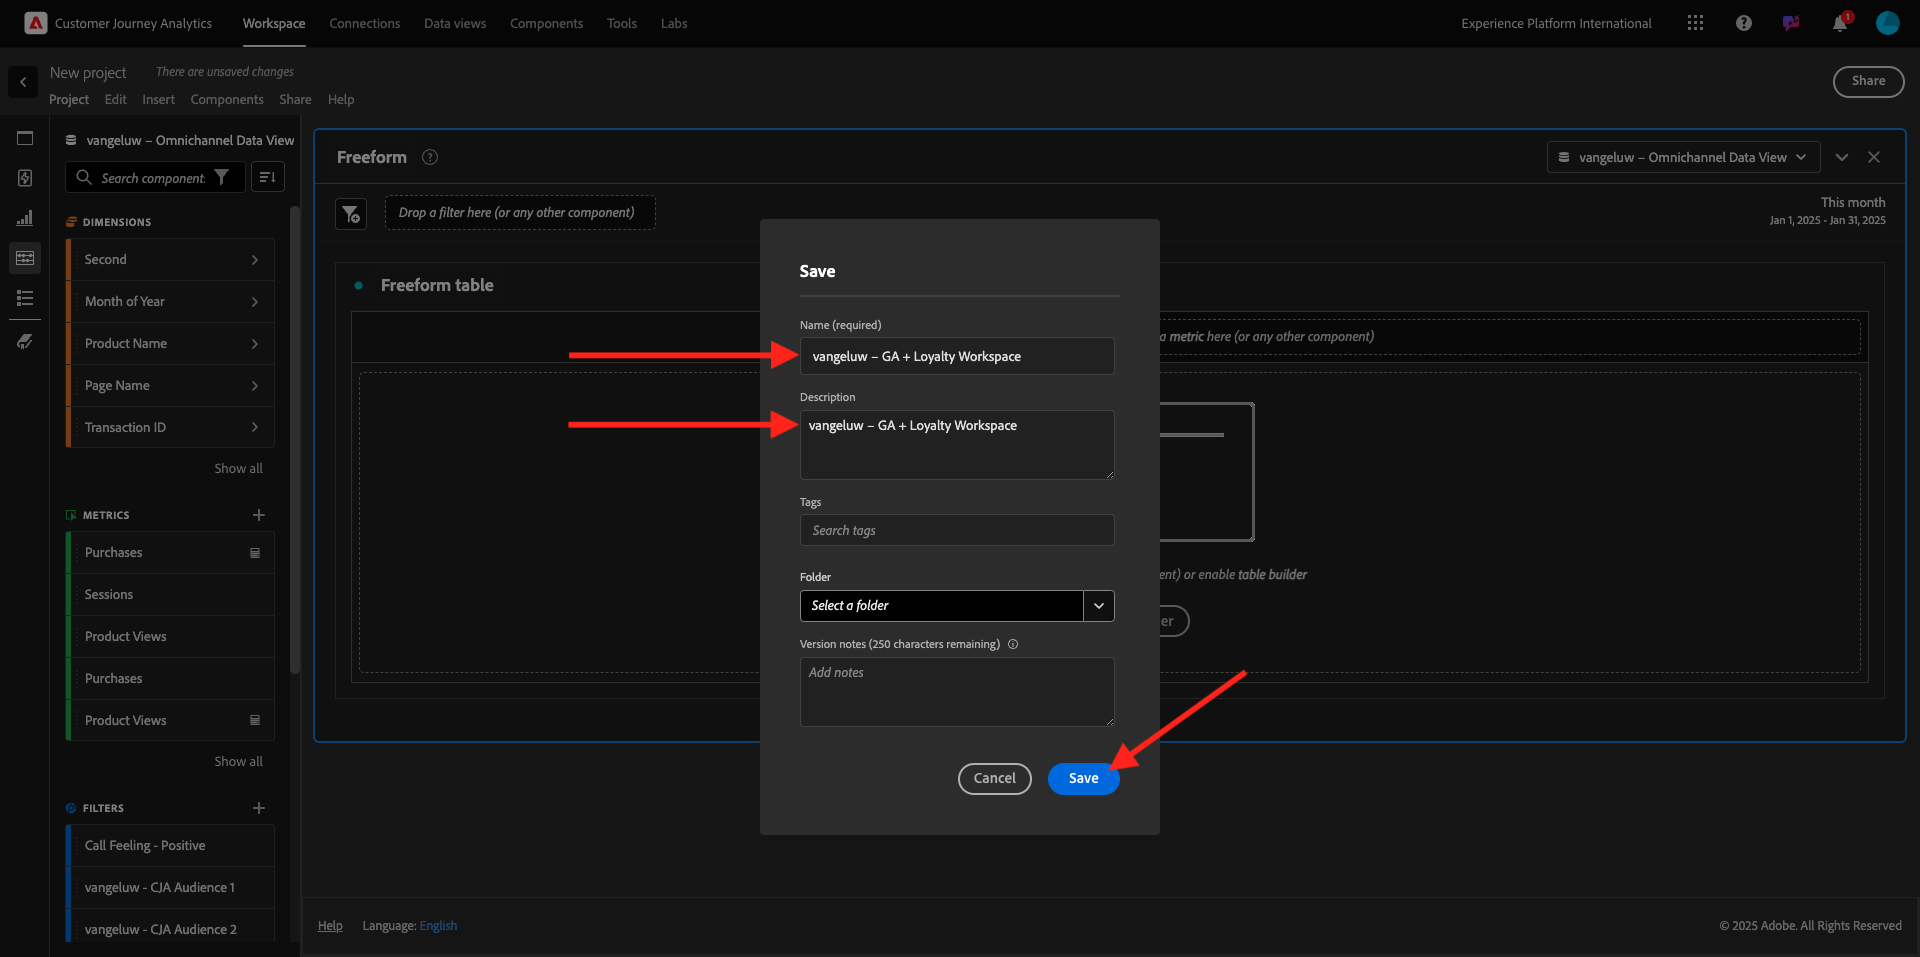 Customer Journey Analytics
Workspace
Connections
Data views
Components
Tools
Labs
Experience Platform International
1
New project
There are unsaved changes
Project
Edit
Insert
Components
Share
Help
Share
vangeluw – Omnichannel Data View
Search component
DIMENSIONS
Second
Month of Year
Product Name
Page Name
Transaction ID
Show all
METRICS
Purchases
Sessions
Product Views
Purchases
Product Views
Show all
FILTERS
Call Feeling - Positive
vangeluw - CJA Audience 1
vangeluw - CJA Audience 2
Freeform
vangeluw – Omnichannel Data View
Drop a filter here (or any other component)
This month
Jan 1, 2025 - Jan 31, 2025
Freeform table
a metric here (or any other component)
ent) or enable table builder
er
Save
Name (required)
vangeluw – GA + Loyalty Workspace
Description
vangeluw – GA + Loyalty Workspace
Tags
Search tags
Folder
Select a folder
Version notes (250 characters remaining)
Add notes
Cancel
Save
Help
Language: English
© 2025 Adobe. All Rights Reserved